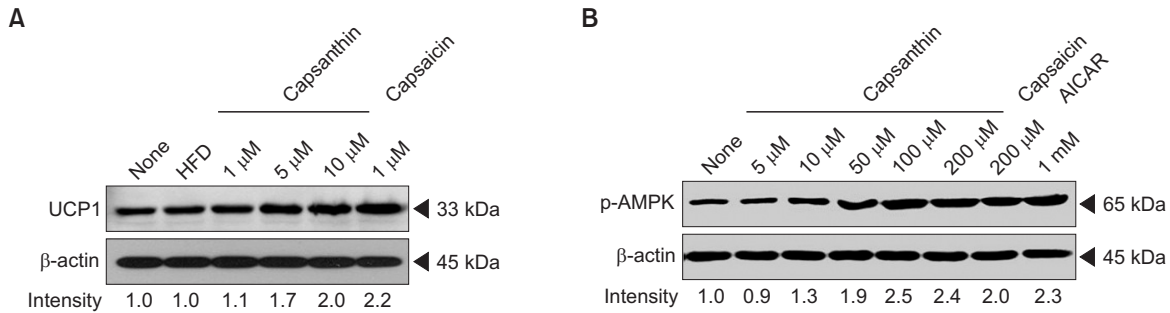 A
Capsanthin
Capsaicin
None
HFD
1 μM
5 μM
10 μM
1 μM
UCP1
33 kDa
β-actin
45 kDa
Intensity 1.0 1.0 1.1 1.7 2.0 2.2
B
Capsanthin
Capsaicin
AICAR
None
5 μM
10 μM
50 μM
100 μM
200 μM
200 μM
1 mM
p-AMPK
65 kDa
β-actin
45 kDa
Intensity 1.0 0.9 1.3 1.9 2.5 2.4 2.0 2.3